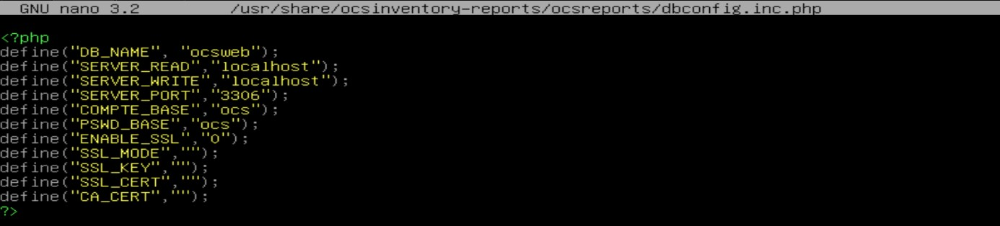 GNU nano 3.2 /usr/share/ocsinventory-reports/ocsreports/dbconfig.inc.php
<?php
define("DB_NAME", "ocsweb");
define("SERVER_READ","localhost");
define("SERVER_WRITE","localhost");
define("SERVER_PORT","3306");
define("COMPTE_BASE","ocs");
define("PSWD_BASE","ocs");
define("ENABLE_SSL","0");
define("SSL_MODE","");
define("SSL_KEY","");
define("SSL_CERT","");
define("CA_CERT","");
?>